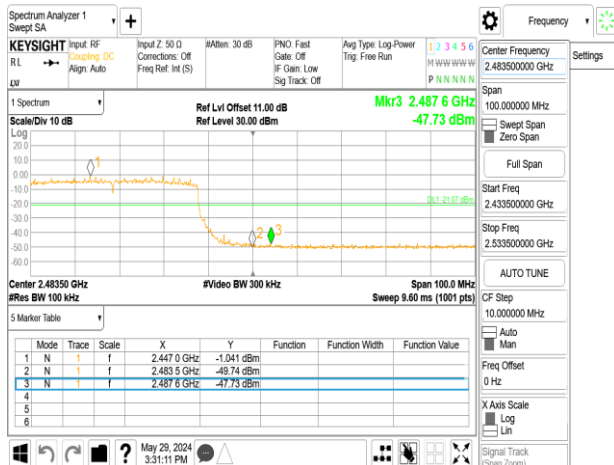 Spectrum Analyzer 1
Swept SA
Frequency
KEYSIGHT
RL
Input: RF
Coupling: DC
Align: Auto
Input Z: 50 Ω
Corrections: Off
Freq Ref: Int (S)
#Atten: 30 dB
PNO: Fast
Gate: Off
IF Gain: Low
Sig Track: Off
Avg Type: Log-Power
Trig: Free Run
1 2 3 4 5 6
M W W W W W
P N N N N N
Center Frequency
2.483500000 GHz
Settings
Span
100.000000 MHz
Swept Span
Zero Span
Full Span
Start Freq
2.433500000 GHz
Stop Freq
2.533500000 GHz
AUTO TUNE
CF Step
10.000000 MHz
Auto
Man
Freq Offset
0 Hz
X Axis Scale
Log
Lin
Signal Track
(Span Zoom)
1 Spectrum
Scale/Div 10 dB
Ref Lvl Offset 11.00 dB
Ref Level 30.00 dBm
Mkr3 2.487 6 GHz
-47.73 dBm
Log
20.0
10.0
0.00
-10.0
-20.0
-30.0
-40.0
-50.0
-60.0
1
2
3
Center 2.48350 GHz
#Res BW 100 kHz
#Video BW 300 kHz
Span 100.0 MHz
Sweep 9.60 ms (1001 pts)
5 Marker Table
Mode Trace Scale X Y Function Function Width Function Value
1 N 1 f 2.447 0 GHz -1.041 dBm
2 N 1 f 2.483 5 GHz -49.74 dBm
3 N 1 f 2.487 6 GHz -47.73 dBm
4
5
6
?
May 29, 2024
3:31:11 PM